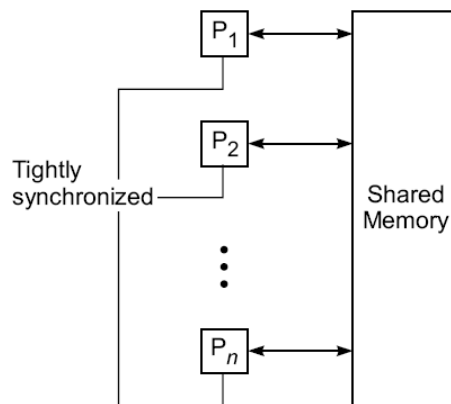 P1
P2
Tightly
synchronized
Shared
Memory
Pn